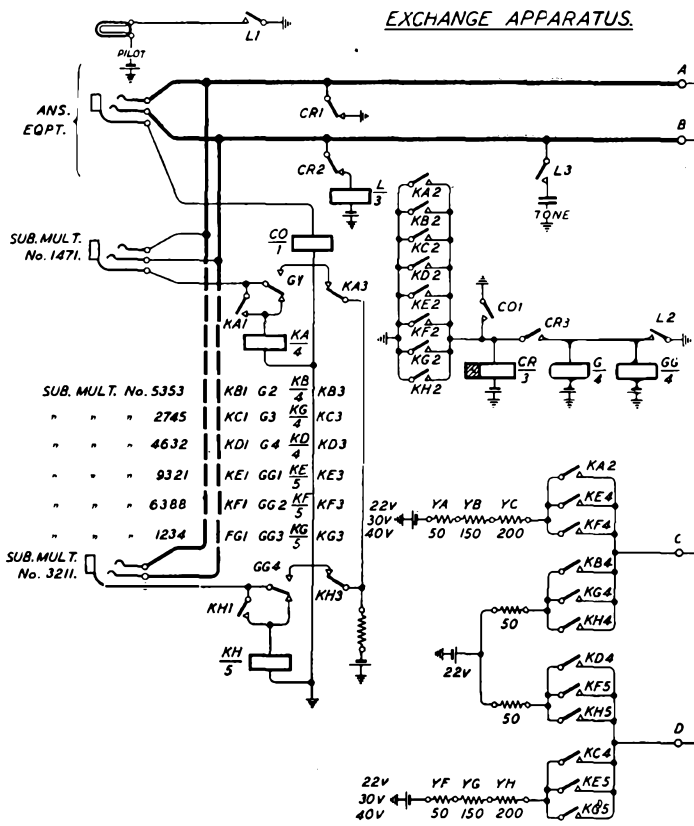 EXCHANGE APPARATUS.
L1
PILOT
A
ANS.
EQPT.
CR1
B
CR2
L
3
L3
TONE
KA2
KB2
KC2
KD2
KE2
KF2
KG2
KH2
CO
1
SUB. MULT.
No. 1471.
KA3
KA1
KA
4
CO1
CR3
L2
CR
3
G
4
GG
4
SUB. MULT. No. 5353 KB1 G2 KB/4 KB3
" " " 2745 KC1 G3 KG/4 KC3
" " " 4632 KD1 G4 KD/4 KD3
" " " 9321 KE1 GG1 KE/5 KE3
" " " 6388 KF1 GG2 KF/5 KF3
" " " 1234 FG1 GG3 KG/5 KG3
SUB. MULT.
No. 3211.
GG4
KH3
KH1
KH
5
22V
30V
40V
YA YB YC
50 150 200
KA2
KE4
KF4
C
KB4
KG4
KH4
50
22V
50
KD4
KF5
KH5
D
KC4
KE5
KG5
22V
30V
40V
YF YG YH
50 150 200